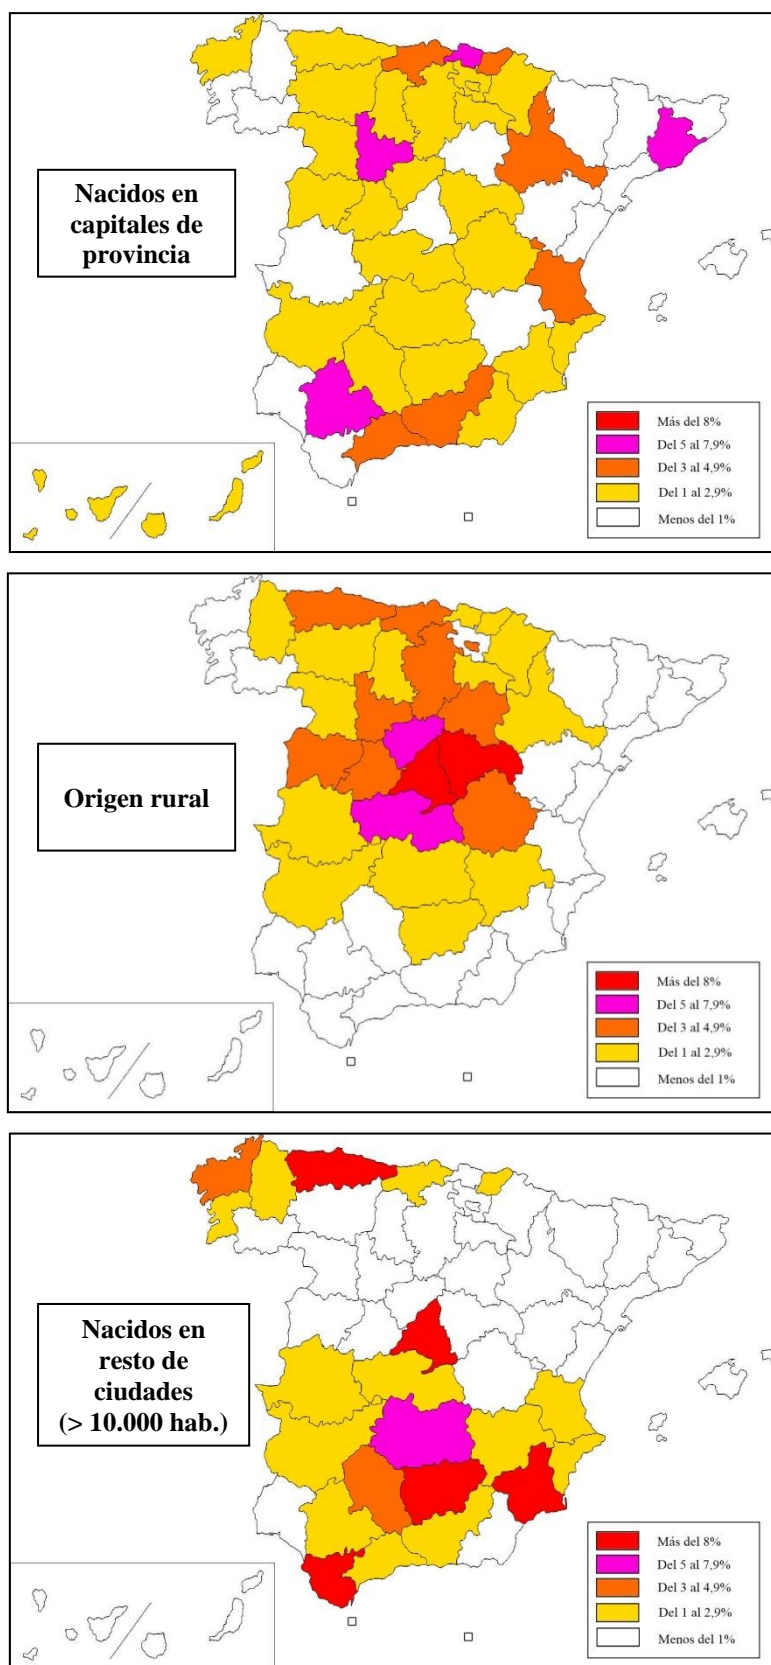 Nacidos en
capitales de
provincia
Más del 8%
Del 5 al 7,9%
Del 3 al 4,9%
Del 1 al 2,9%
Menos del 1%
Origen rural
Más del 8%
Del 5 al 7,9%
Del 3 al 4,9%
Del 1 al 2,9%
Menos del 1%
Nacidos en
resto de
ciudades
(> 10.000 hab.)
Más del 8%
Del 5 al 7,9%
Del 3 al 4,9%
Del 1 al 2,9%
Menos del 1%